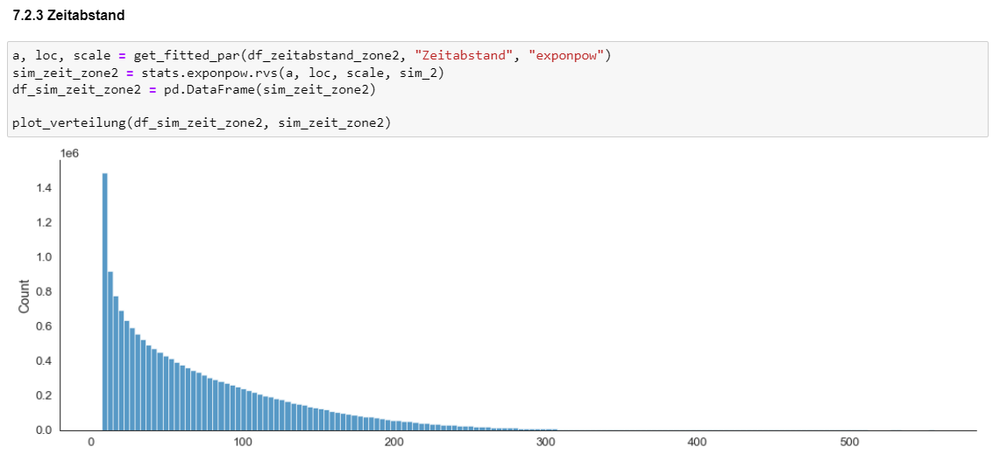 7.2.3 Zeitabstand
a, loc, scale = get_fitted_par(df_zeitabstand_zone2, "Zeitabstand", "exponpow")
sim_zeit_zone2 = stats.exponpow.rvs(a, loc, scale, sim_2)
df_sim_zeit_zone2 = pd.DataFrame(sim_zeit_zone2)
plot_verteilung(df_sim_zeit_zone2, sim_zeit_zone2)
1e6
1.4
1.2
1.0
0.8
0.6
0.4
0.2
0.0
Count
0 100 200 300 400 500